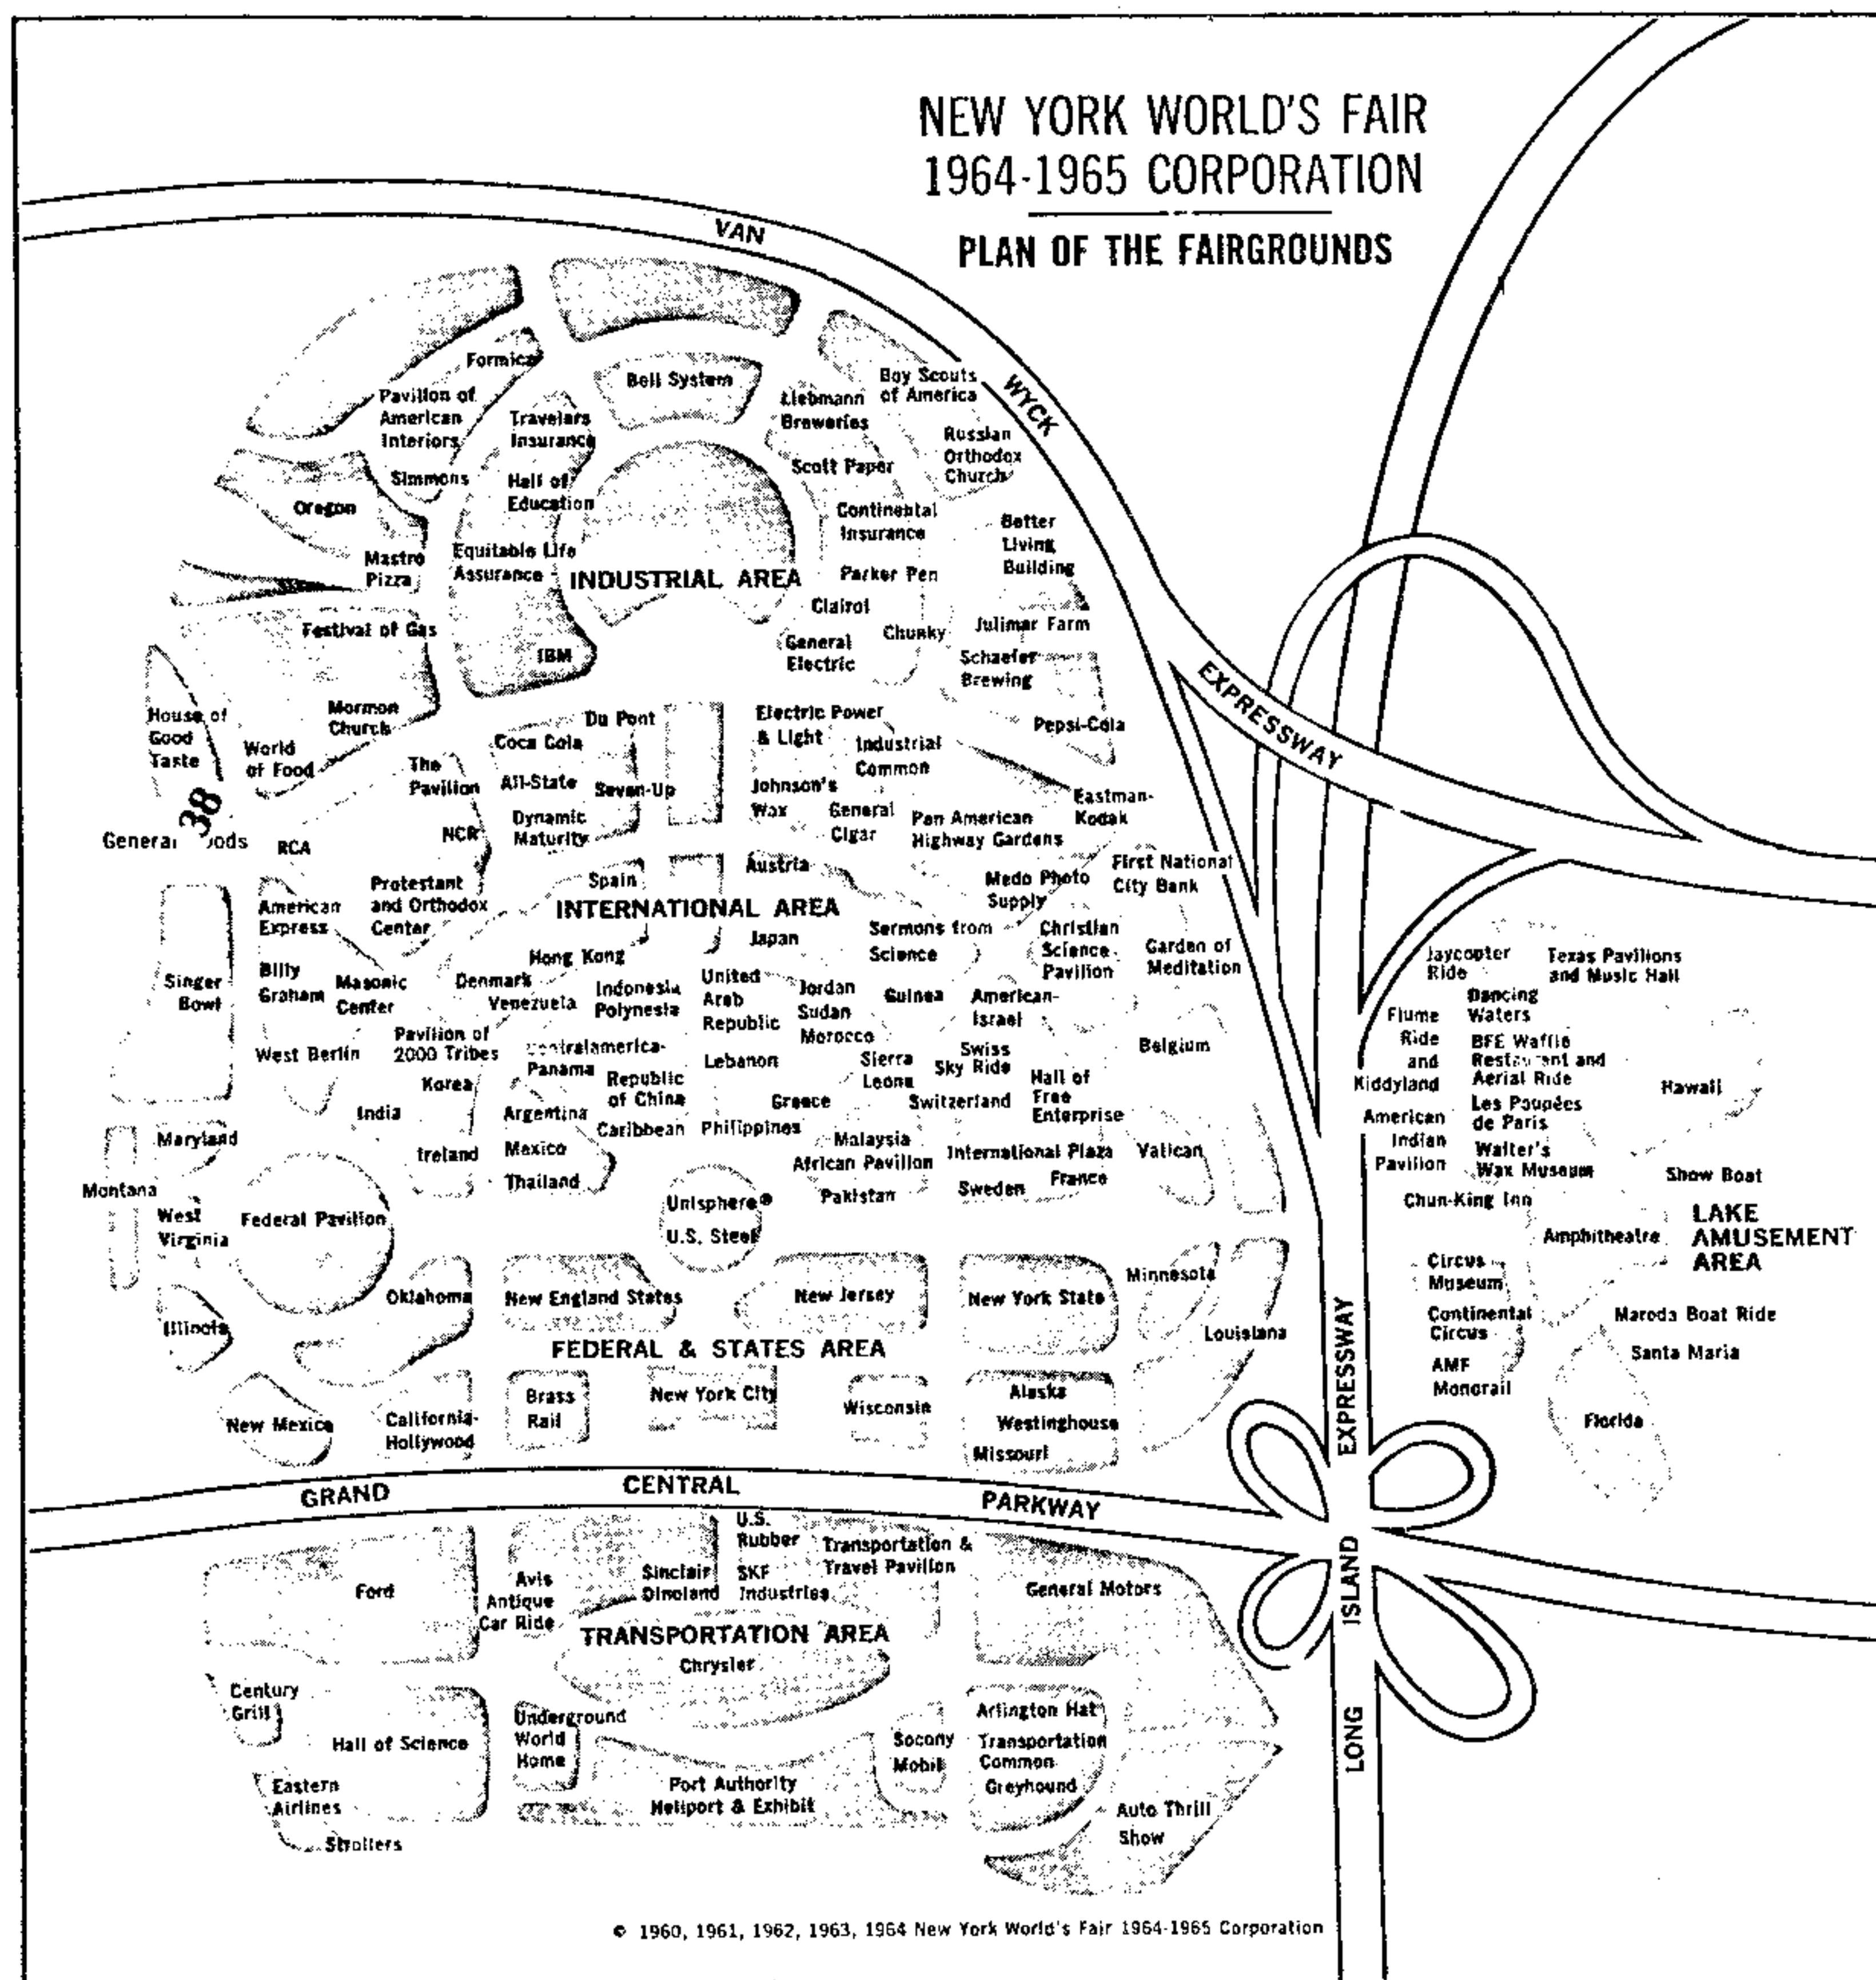 NEW YORK WORLD'S FAIR
1964-1965 CORPORATION
PLAN OF THE FAIRGROUNDS
VAN
WYCK
EXPRESSWAY
Formica
Pavilion of
American
Interiors
Simmons
Oregon
Mastro
Pizza
Festival of Gas
Mormon
Church
House of
Good
Taste
World
of Food
38
General
RCA
Travelers
Insurance
Hall of
Education
Equitable Life
Assurance
IBM
Bell System
INDUSTRIAL AREA
Liebmann
Breweries
Boy Scouts
of America
Scott Paper
Russian
Orthodox
Church
Continental
Insurance
Better
Living
Building
Parker Pen
Clairol
Chunky
Julimar Farm
General
Electric
Schaefer
Brewing
Pepsi-Cola
Du Pont
Coca Cola
The
Pavilion
All-State
Seven-Up
Dynamic
Maturity
NCR
Electric Power
& Light
Industrial
Common
Johnson's
Wax
General
Cigar
Pan American
Highway Gardens
Eastman-
Kodak
First National
City Bank
Medo Photo
Supply
Austria
Spain
INTERNATIONAL AREA
Protestant
and Orthodox
Center
American
Express
Singer
Bowl
Billy
Graham
Masonic
Center
West Berlin
Pavilion of
2000 Tribes
Korea
India
Ireland
Hong Kong
Denmark
Venezuela
Indonesia
Polynesia
Japan
United
Arab
Republic
Jordan
Sudan
Morocco
Sermons from
Science
Christian
Science
Pavilion
Garden of
Meditation
Guinea
American-
Israel
Panama
Republic
of China
Lebanon
Sierra
Leone
Swiss
Sky Ride
Belgium
Hall of
Free
Enterprise
Argentina
Caribbean
Philippines
Greece
Switzerland
Mexico
Thailand
Malaysia
African Pavilion
Pakistan
International Plaza
Sweden
France
Vatican
Maryland
Montana
West
Virginia
Federal Pavilion
Unisphere®
U.S. Steel
Illinois
Oklahoma
New England States
New Jersey
New York State
Minnesota
Louisiana
FEDERAL & STATES AREA
New Mexico
California-
Hollywood
Brass
Rail
New York City
Wisconsin
Alaska
Westinghouse
Missouri
Jaycopter
Ride
Texas Pavilions
and Music Hall
Dancing
Waters
Flume
Ride
and
Kiddyland
BFE Waffle
Restaurant and
Aerial Ride
Hawaii
Les Poupées
de Paris
American
Indian
Pavilion
Walter's
Wax Museum
Chun-King Inn
Show Boat
LAKE
AMUSEMENT
AREA
Amphitheatre
Circus
Museum
Continental
Circus
AMF
Monorail
Maroda Boat Ride
Santa Maria
Florida
GRAND
CENTRAL
PARKWAY
LONG
ISLAND
EXPRESSWAY
Ford
Avis
Antique
Car Ride
Sinclair
Dinoland
U.S.
Rubber
SKF
Industries
Transportation &
Travel Pavilion
General Motors
TRANSPORTATION AREA
Chrysler
Century
Grill
Hall of Science
Eastern
Airlines
Strollers
Underground
World
Home
Port Authority
Heliport & Exhibit
Socony
Mobil
Arlington Hat
Transportation
Common
Greyhound
Auto Thrill
Show
© 1960, 1961, 1962, 1963, 1964 New York World's Fair 1964-1965 Corporation